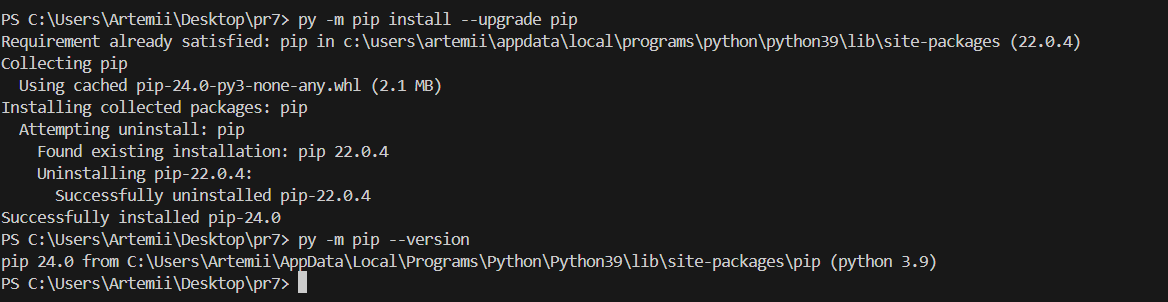 PS C:\Users\Artemii\Desktop\pr7> py -m pip install --upgrade pip
Requirement already satisfied: pip in c:\users\artemii\appdata\local\programs\python\python39\lib\site-packages (22.0.4)
Collecting pip
  Using cached pip-24.0-py3-none-any.whl (2.1 MB)
Installing collected packages: pip
  Attempting uninstall: pip
    Found existing installation: pip 22.0.4
    Uninstalling pip-22.0.4:
      Successfully uninstalled pip-22.0.4
Successfully installed pip-24.0
PS C:\Users\Artemii\Desktop\pr7> py -m pip --version
pip 24.0 from C:\Users\Artemii\AppData\Local\Programs\Python\Python39\lib\site-packages\pip (python 3.9)
PS C:\Users\Artemii\Desktop\pr7>